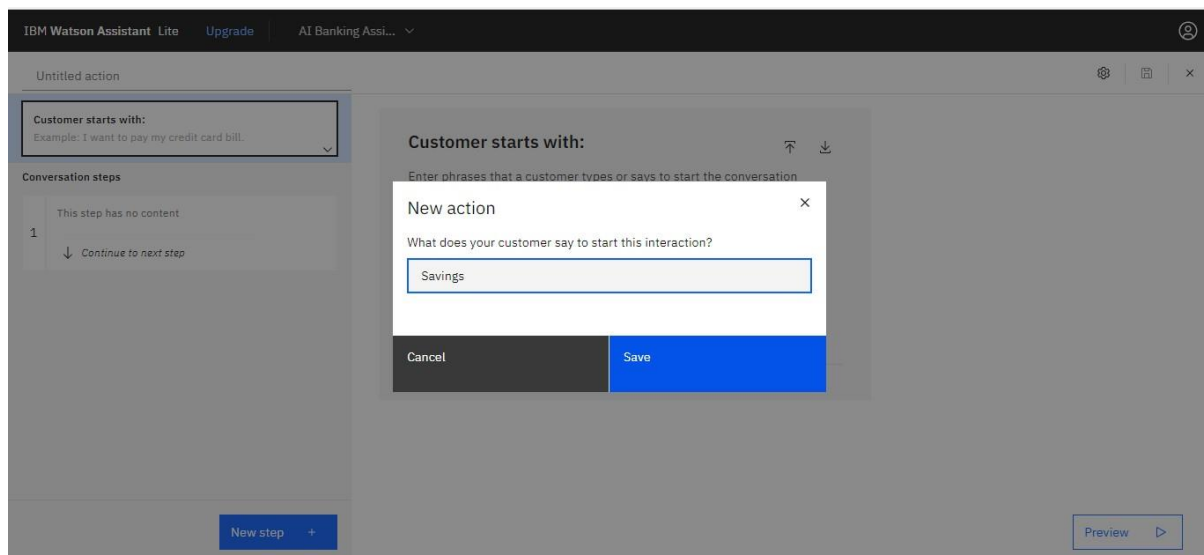 IBM Watson Assistant Lite Upgrade AI Banking Assi...
Untitled action
Customer starts with:
Example: I want to pay my credit card bill.
Conversation steps
1
This step has no content
Continue to next step
New step +
Customer starts with:
Enter phrases that a customer types or says to start the conversation
New action
What does your customer say to start this interaction?
Savings
Cancel Save
Preview